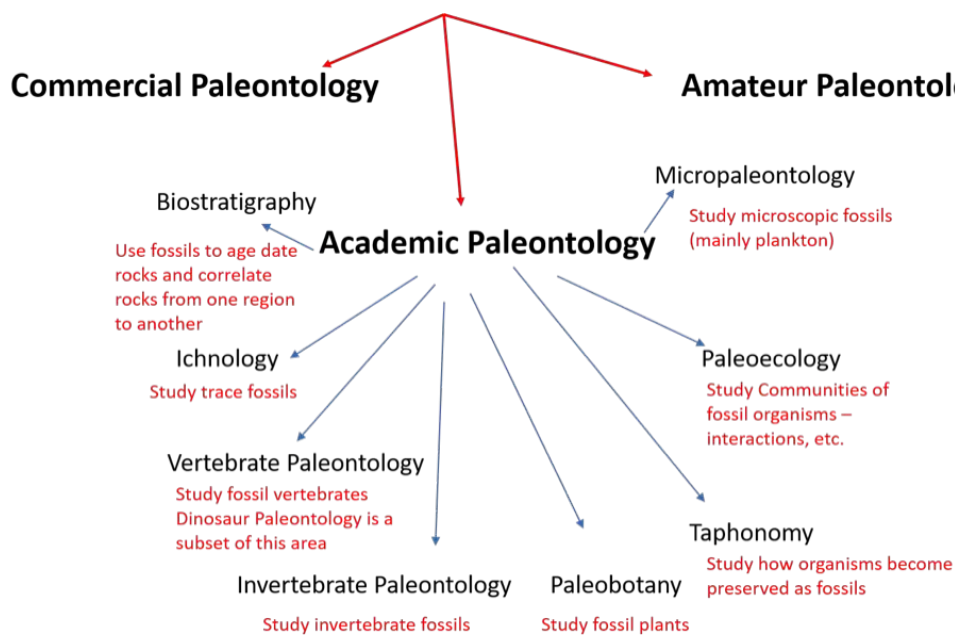 Commercial Paleontology
Amateur Paleontol
Micropaleontology
Study microscopic fossils
(mainly plankton)
Biostratigraphy
Use fossils to age date
rocks and correlate
rocks from one region
to another
Academic Paleontology
Ichnology
Study trace fossils
Paleoecology
Study Communities of
fossil organisms –
interactions, etc.
Vertebrate Paleontology
Study fossil vertebrates
Dinosaur Paleontology is a
subset of this area
Taphonomy
Study how organisms become
preserved as fossils
Invertebrate Paleontology
Study invertebrate fossils
Paleobotany
Study fossil plants